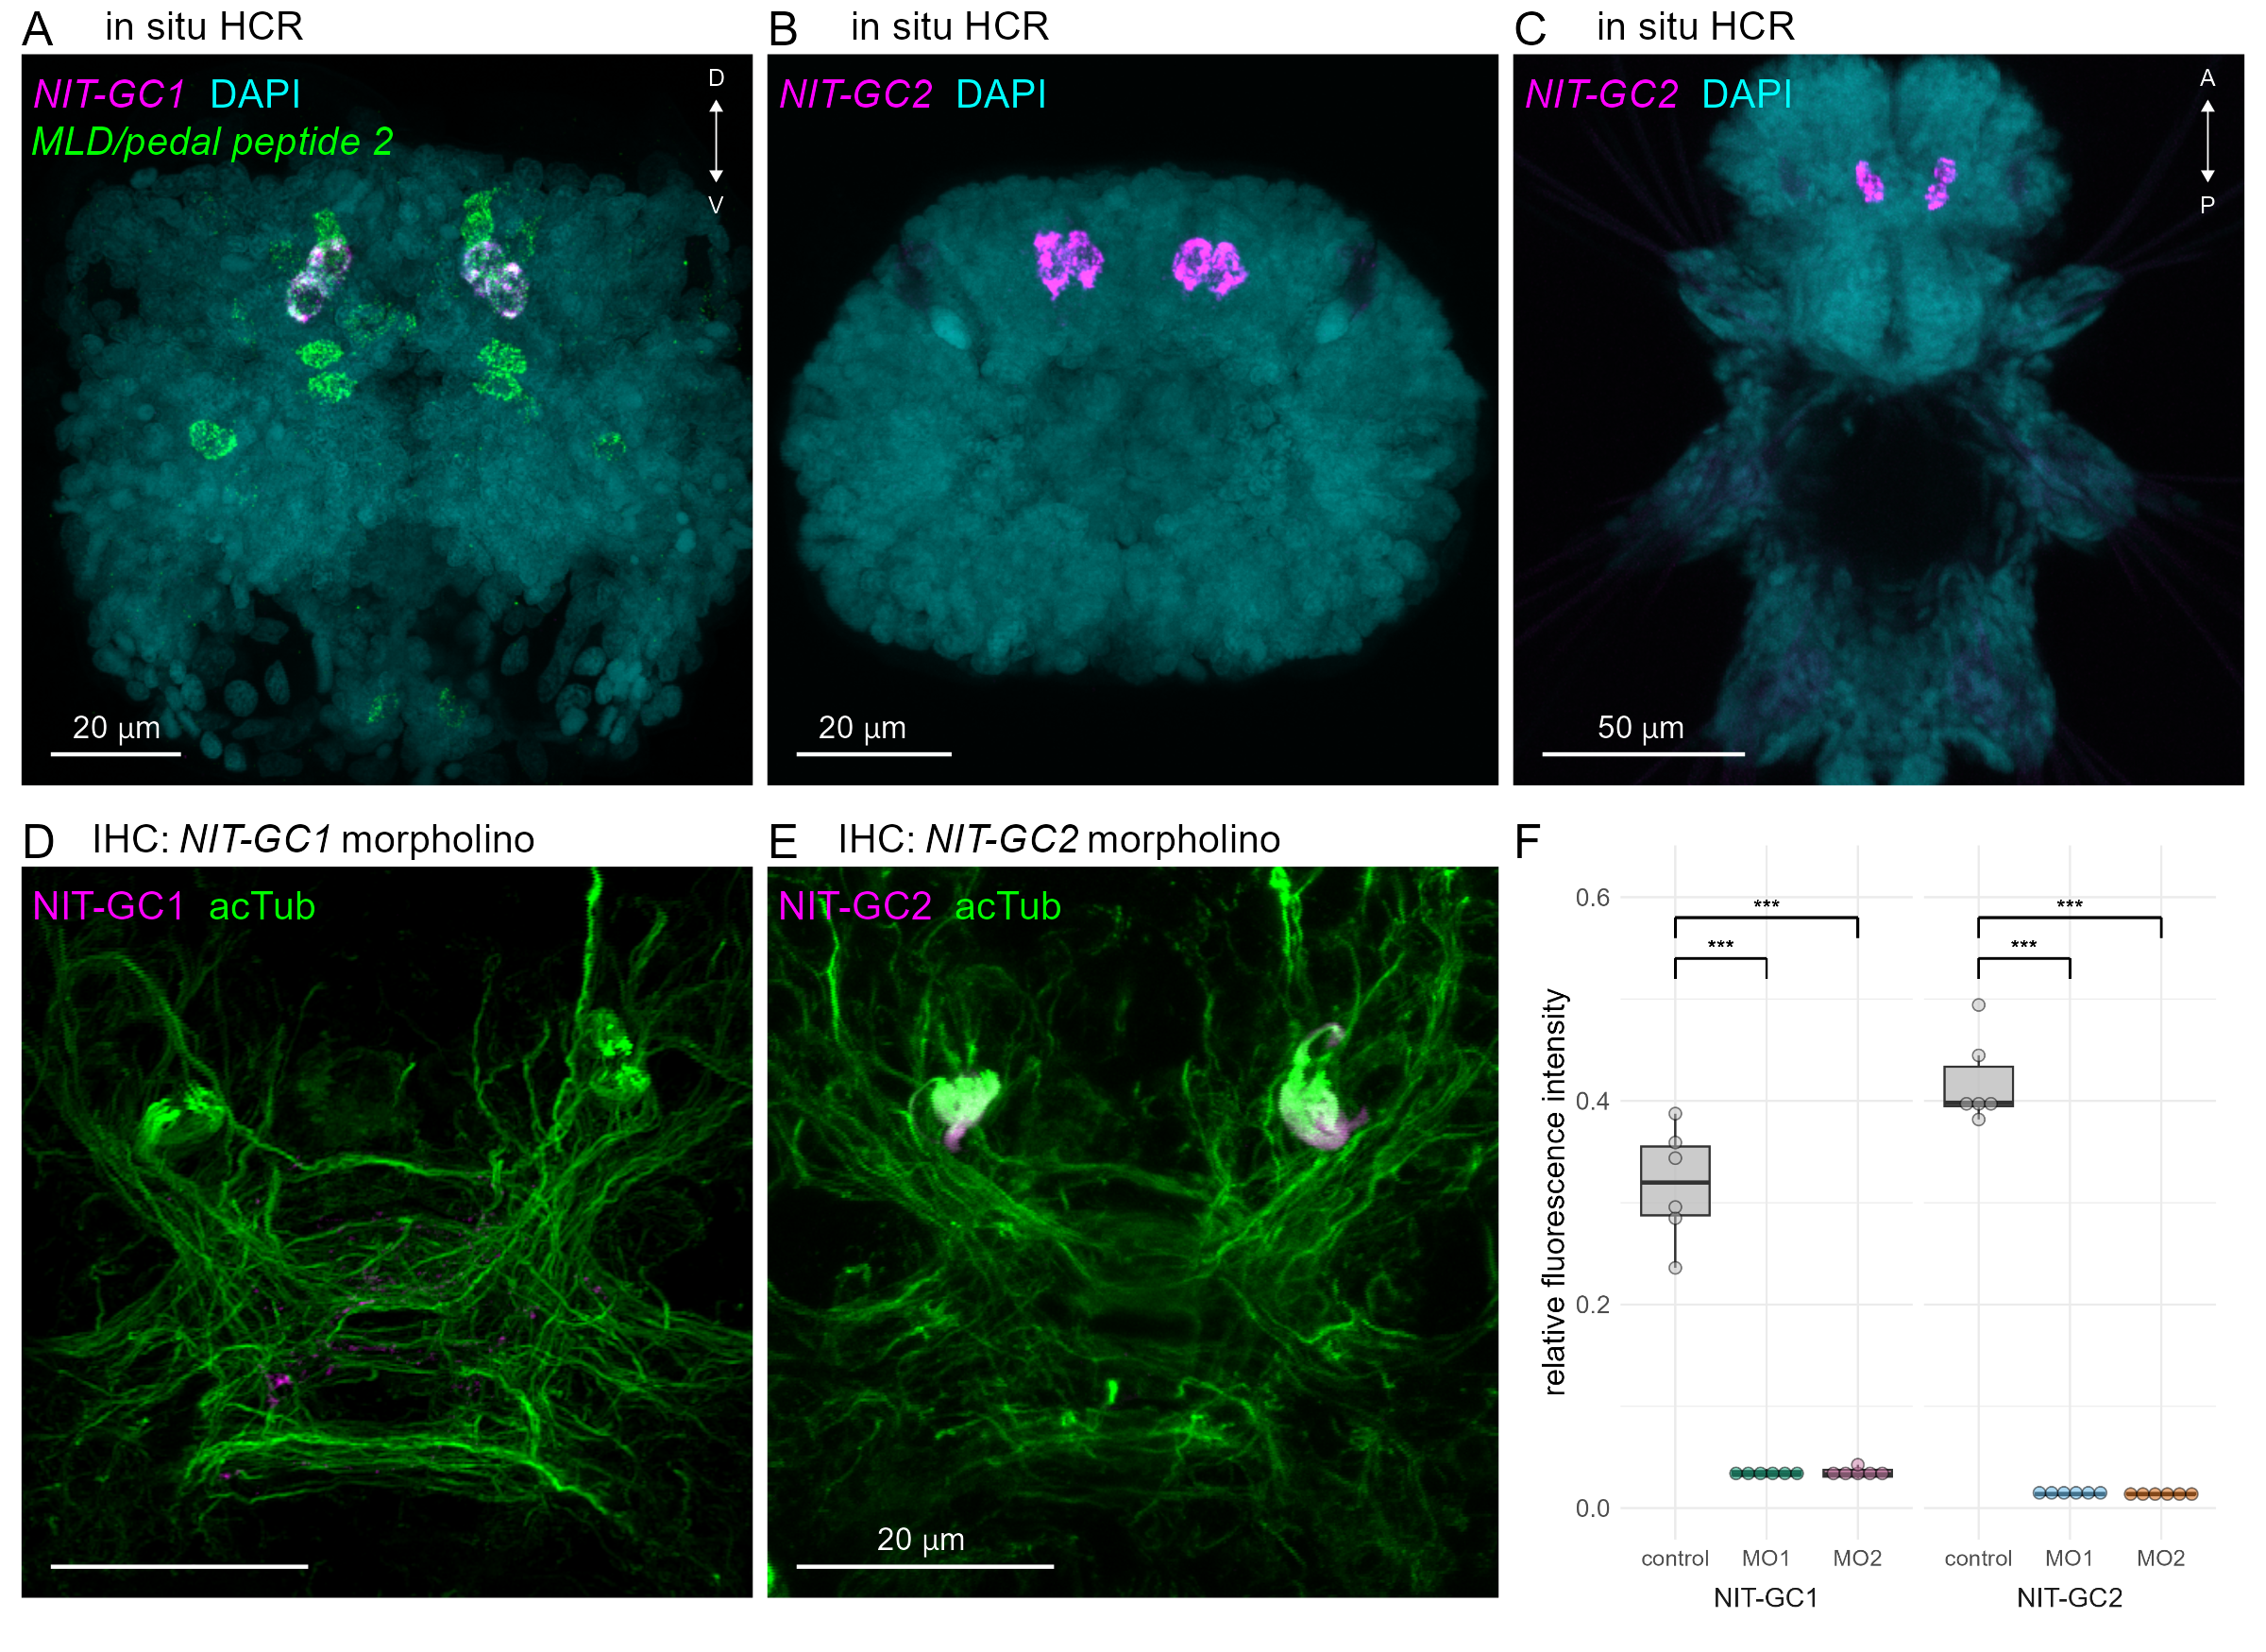 A in situ HCR
NIT-GC1 DAPI
MLD/pedal peptide 2
D
V
20 µm
B in situ HCR
NIT-GC2 DAPI
20 µm
C in situ HCR
NIT-GC2 DAPI
A
P
50 µm
D IHC: NIT-GC1 morpholino
NIT-GC1 acTub
E IHC: NIT-GC2 morpholino
NIT-GC2 acTub
20 µm
F
relative fluorescence intensity
0.6
0.4
0.2
0.0
***
***
***
***
control MO1 MO2
NIT-GC1
control MO1 MO2
NIT-GC2